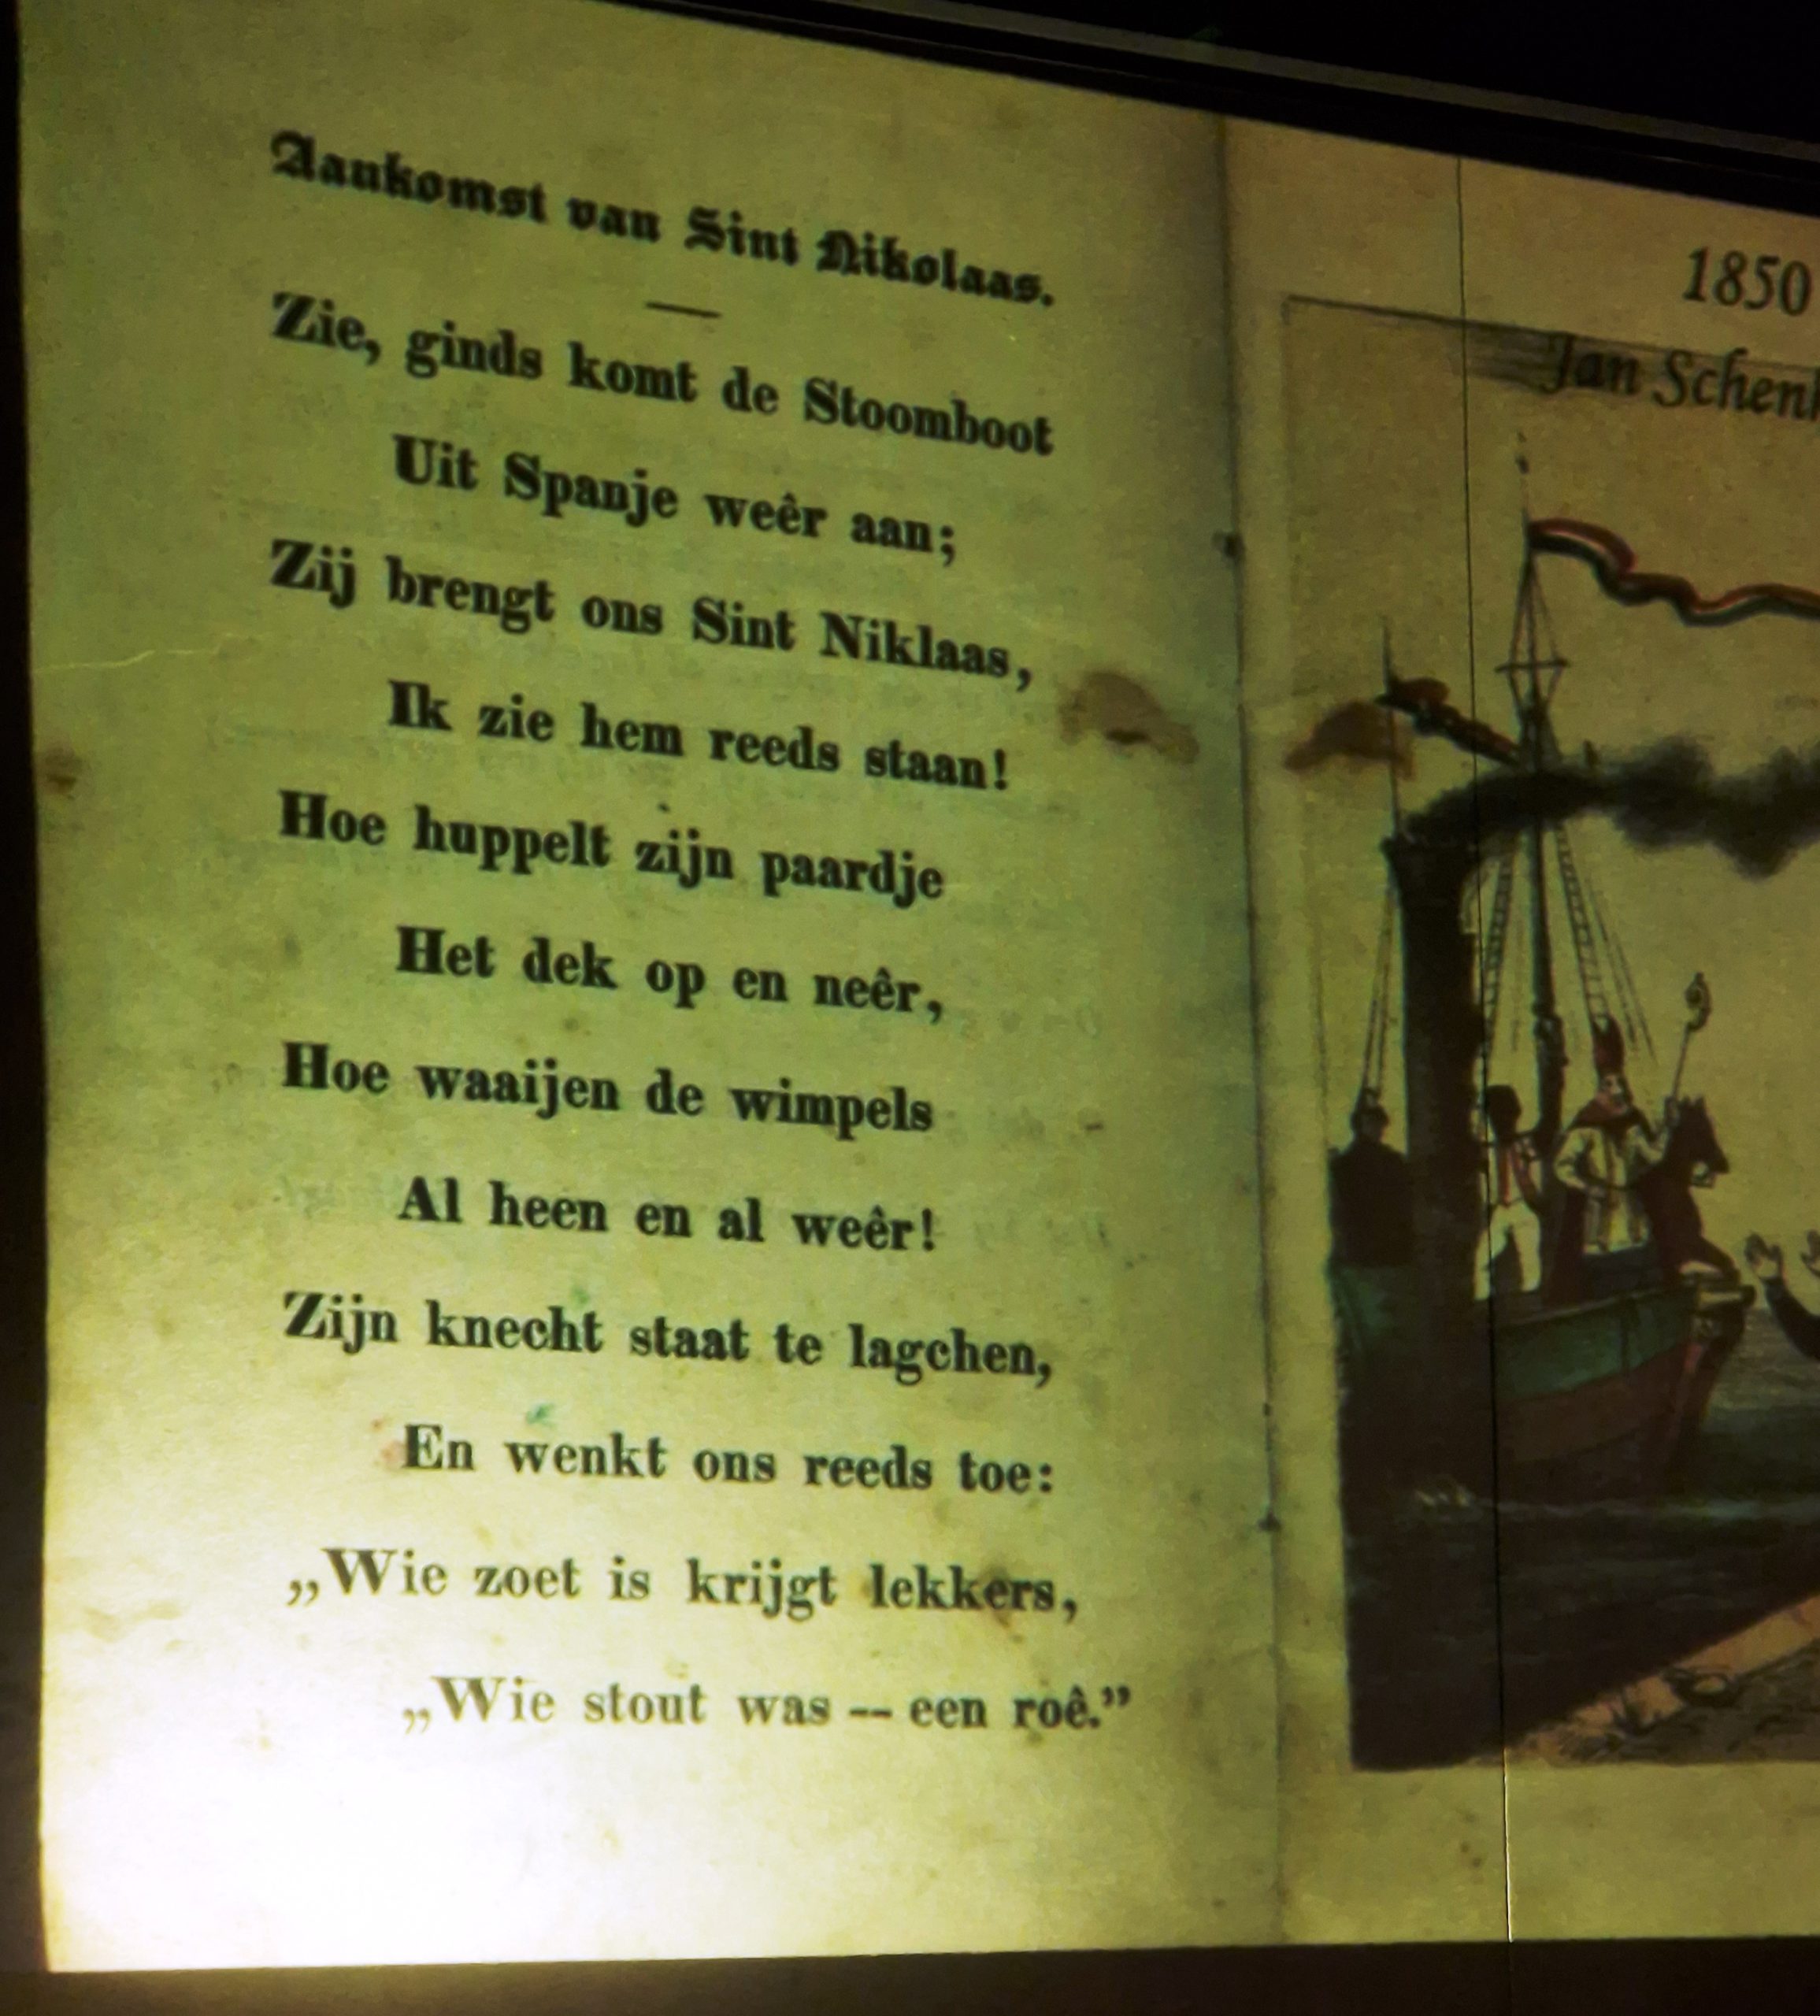 Aankomst van Sint Nikolaas.
Zie, ginds komt de Stoomboot
Uit Spanje weêr aan;
Zij brengt ons Sint Niklaas,
Ik zie hem reeds staan!
Hoe huppelt zijn paardje
Het dek op en neêr,
Hoe waaijen de wimpels
Al heen en al weêr!
Zijn knecht staat te lagchen,
En wenkt ons reeds toe:
„Wie zoet is krijgt lekkers,
„Wie stout was -- een roê.”
1850
Jan